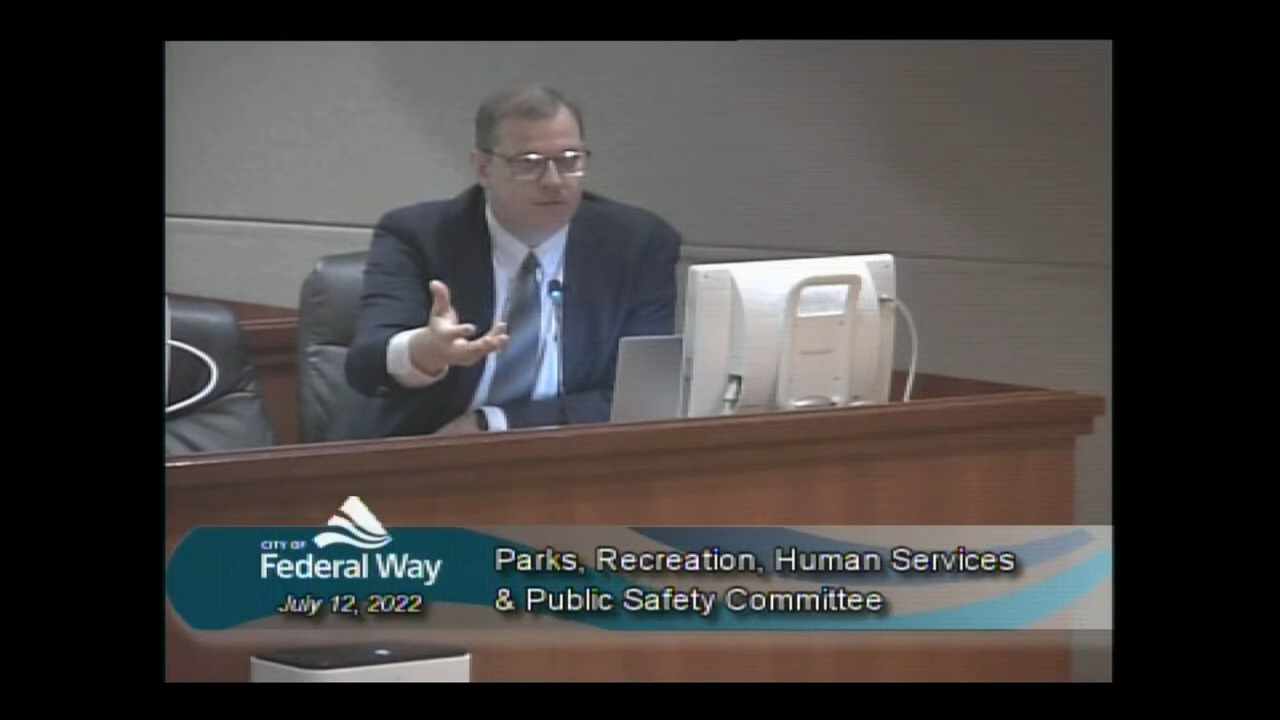 CITY OF
Federal Way
July 12, 2022
Parks, Recreation, Human Services
& Public Safety Committee